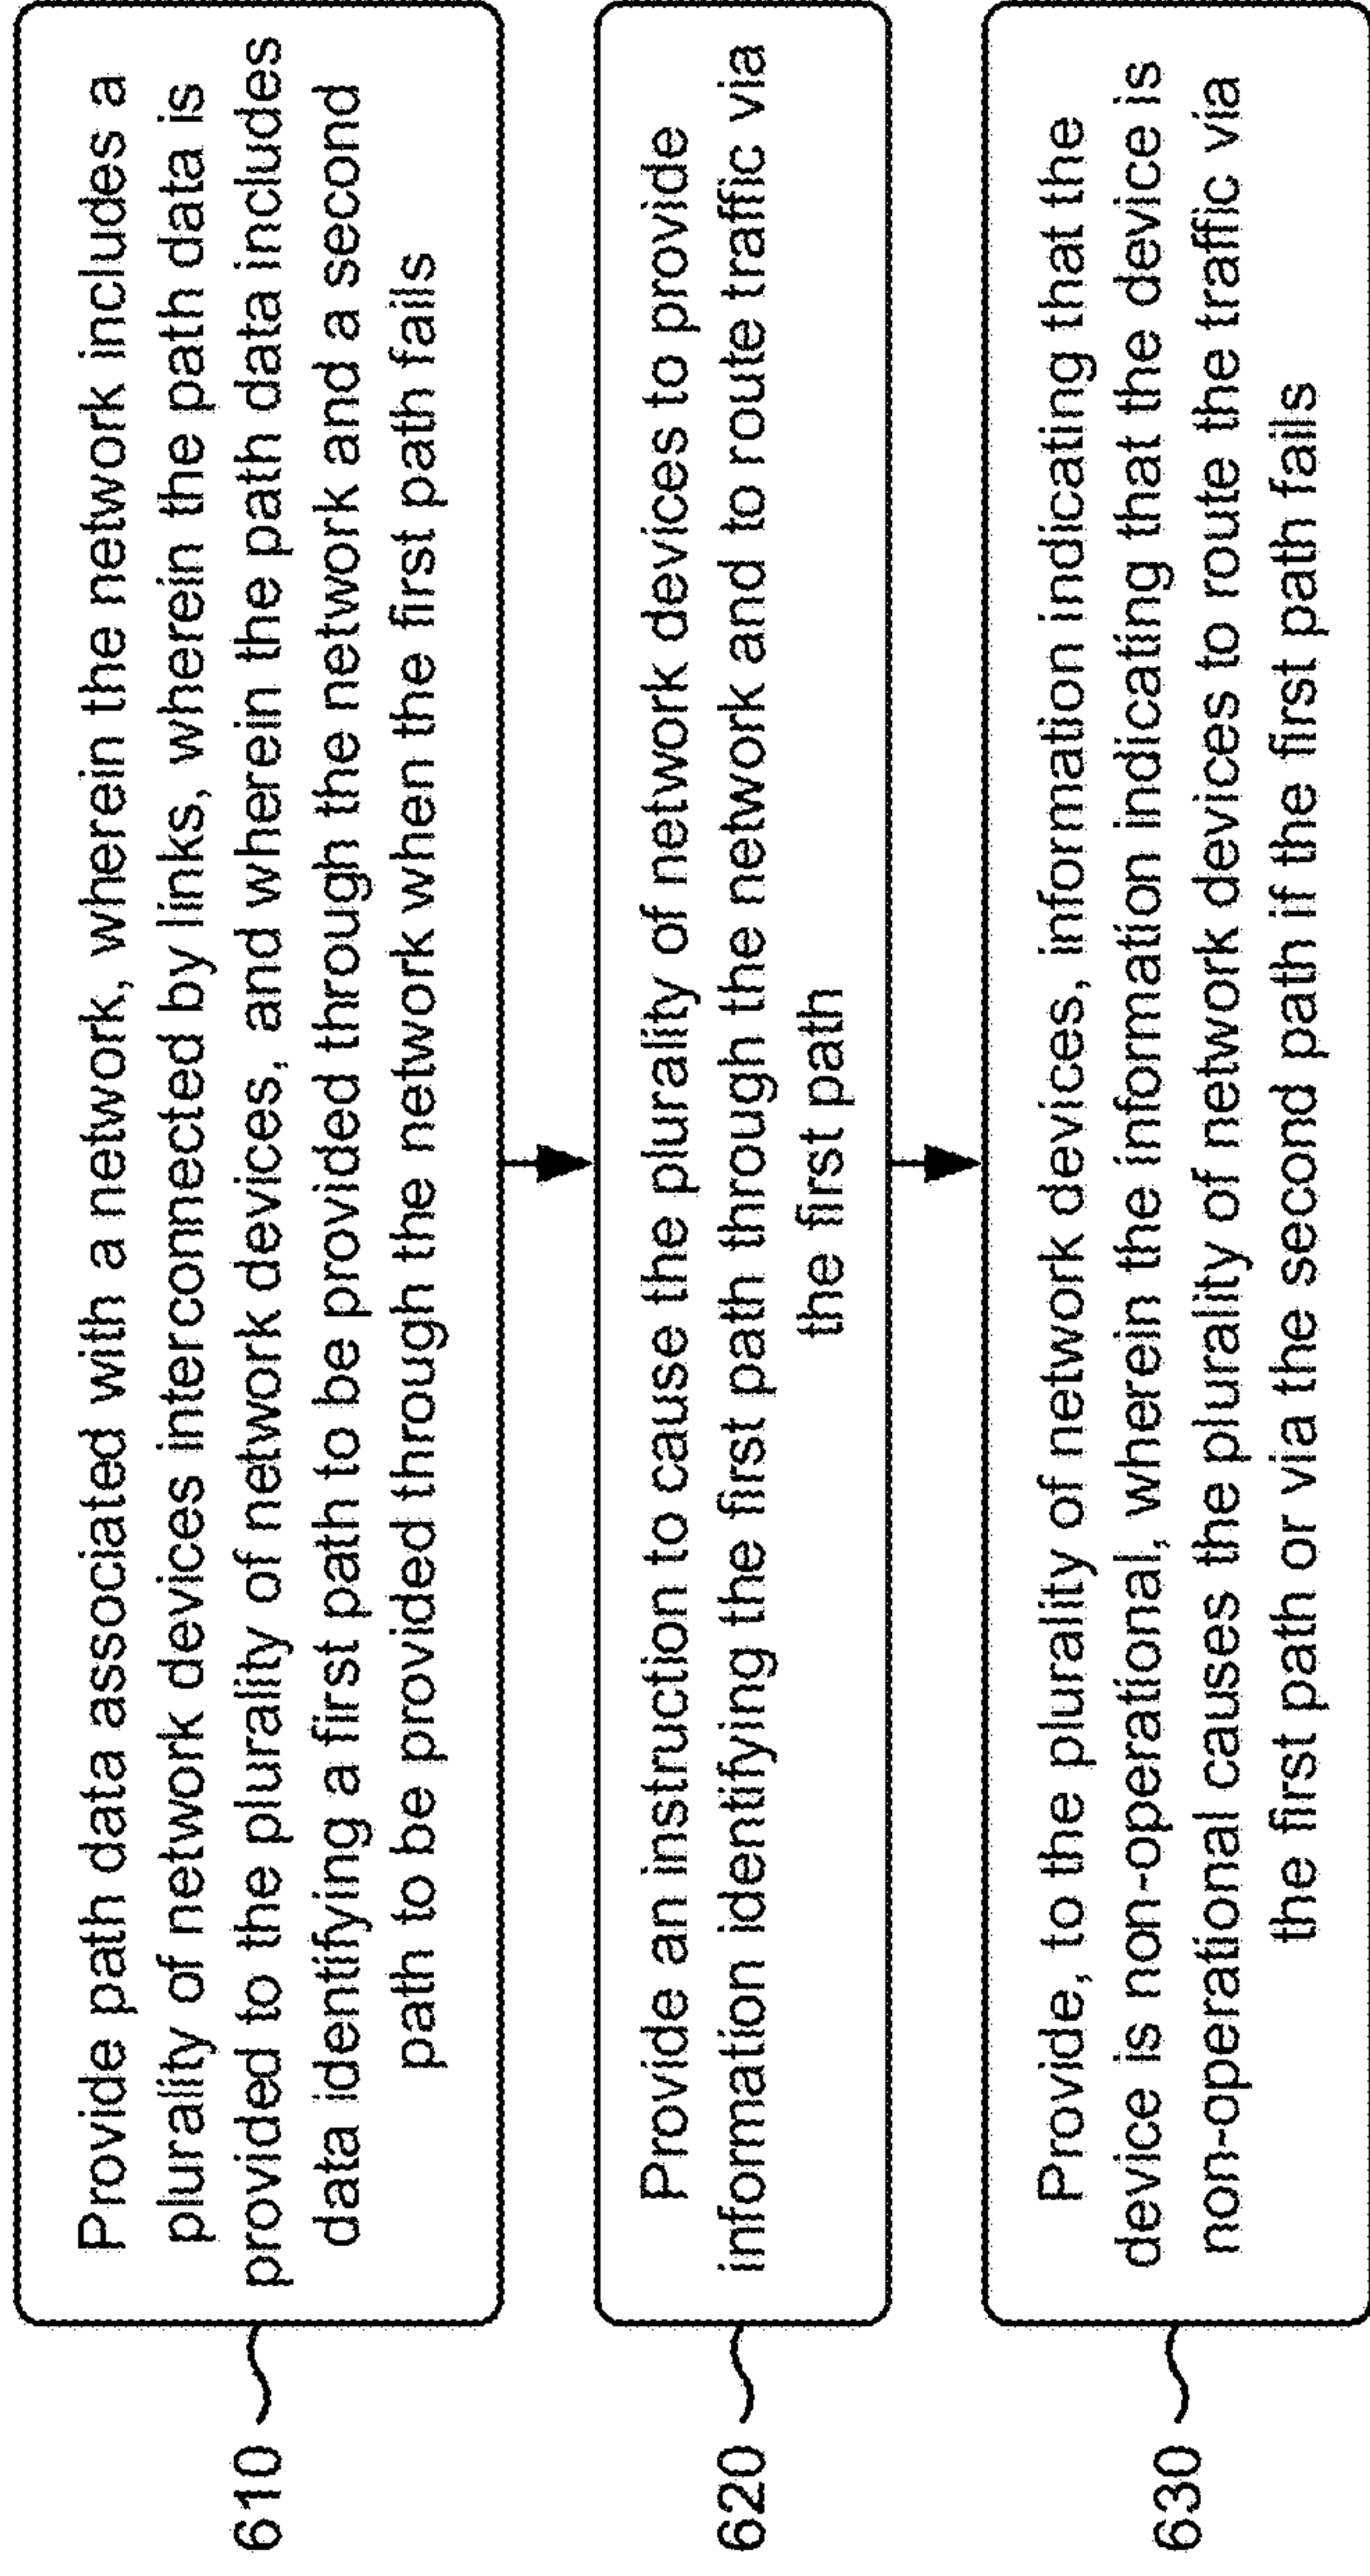 610
Provide path data associated with a network, wherein the network includes a
plurality of network devices interconnected by links, wherein the path data is
provided to the plurality of network devices, and wherein the path data includes
data identifying a first path to be provided through the network and a second
path to be provided through the network when the first path fails
620
Provide an instruction to cause the plurality of network devices to provide
information identifying the first path through the network and to route traffic via
the first path
630
Provide, to the plurality of network devices, information indicating that the
device is non-operational, wherein the information indicating that the device is
non-operational causes the plurality of network devices to route the traffic via
the first path or via the second path if the first path fails